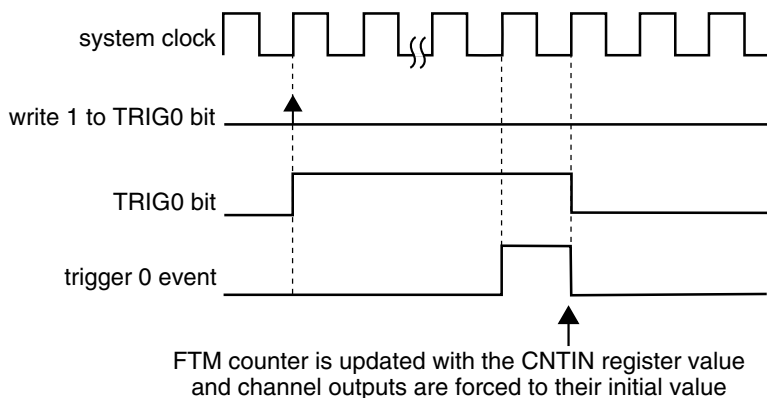 system clock
write 1 to TRIG0 bit
TRIG0 bit
trigger 0 event
FTM counter is updated with the CNTIN register value
and channel outputs are forced to their initial value